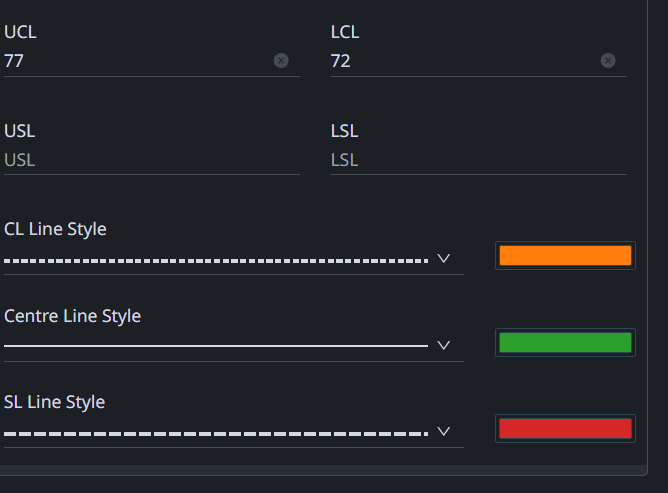 UCL LCL
77 72
USL LSL
USL LSL
CL Line Style
Centre Line Style
SL Line Style